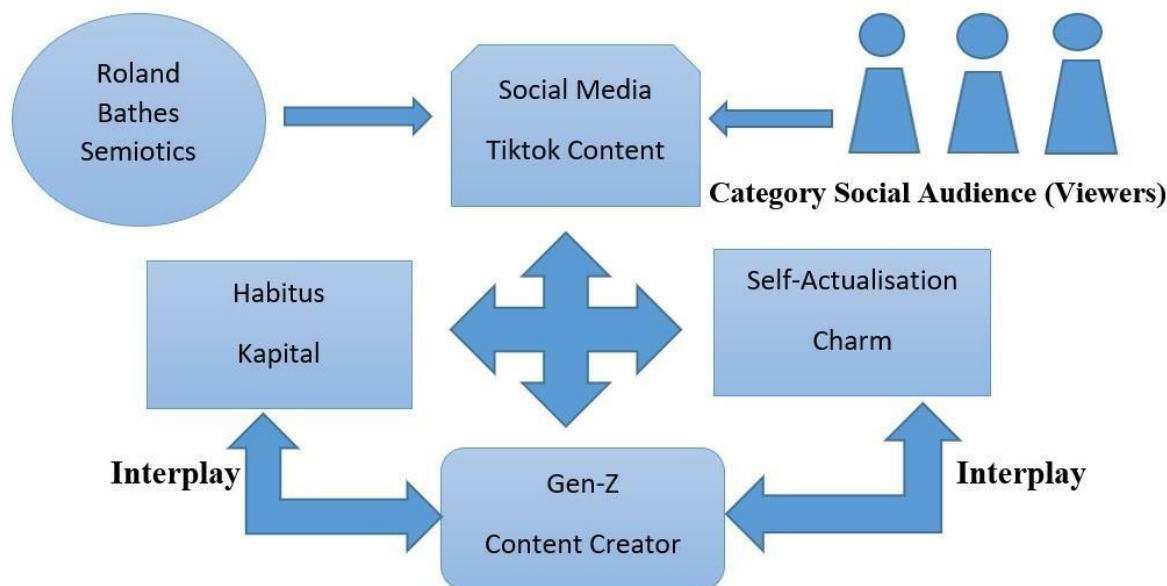 Roland
Bathes
Semiotics
Social Media
Tiktok Content
Category Social Audience (Viewers)
Habitus
Kapital
Self-Actualisation
Charm
Interplay
Gen-Z
Content Creator
Interplay